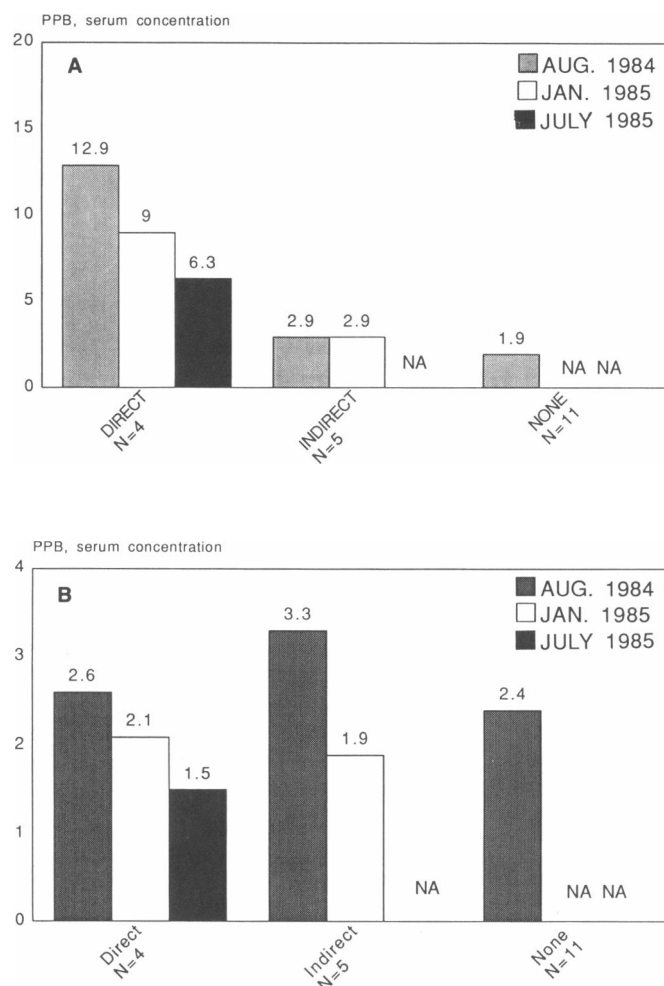 PPB, serum concentration
20
A
AUG. 1984
JAN. 1985
JULY 1985
15
12.9
10
9
6.3
5
2.9
2.9
NA
1.9
NA NA
0
DIRECT
N=4
INDIRECT
N=5
NONE
N=11
PPB, serum concentration
4
B
AUG. 1984
JAN. 1985
JULY 1985
3.3
3
2.6
2.4
2.1
2
1.9
1.5
1
NA
NA NA
0
Direct
N=4
Indirect
N=5
None
N=11